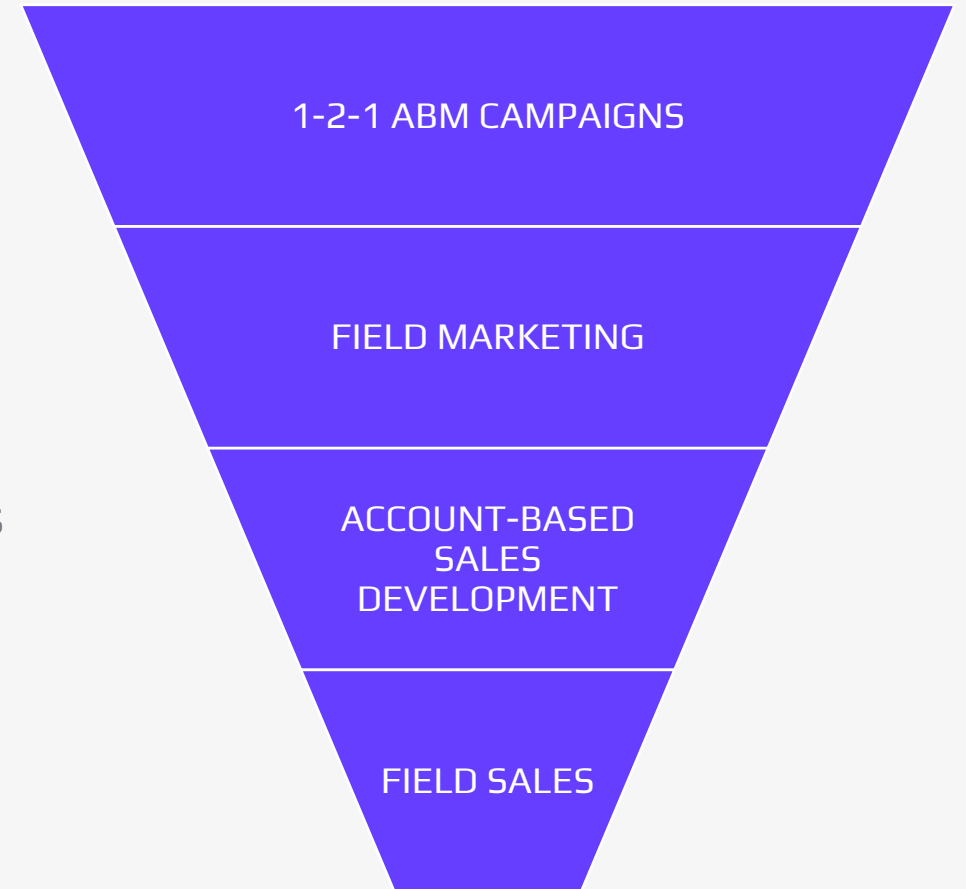 1-2-1 ABM CAMPAIGNS
FIELD MARKETING
ACCOUNT-BASED
SALES
DEVELOPMENT
FIELD SALES